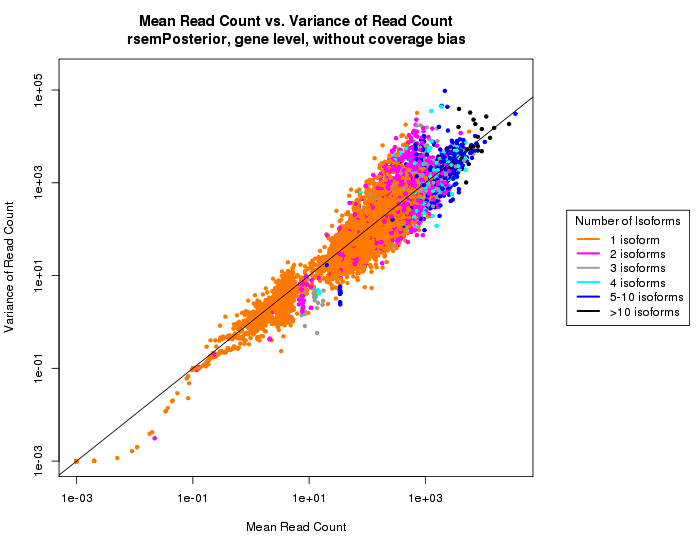 Mean Read Count vs. Variance of Read Count
rsemPosterior, gene level, without coverage bias
Variance of Read Count
1e+05
1e+03
1e+01
1e-01
1e-03
1e-03
1e-01
1e+01
1e+03
Mean Read Count
Number of Isoforms
1 isoform
2 isoforms
3 isoforms
4 isoforms
5-10 isoforms
>10 isoforms